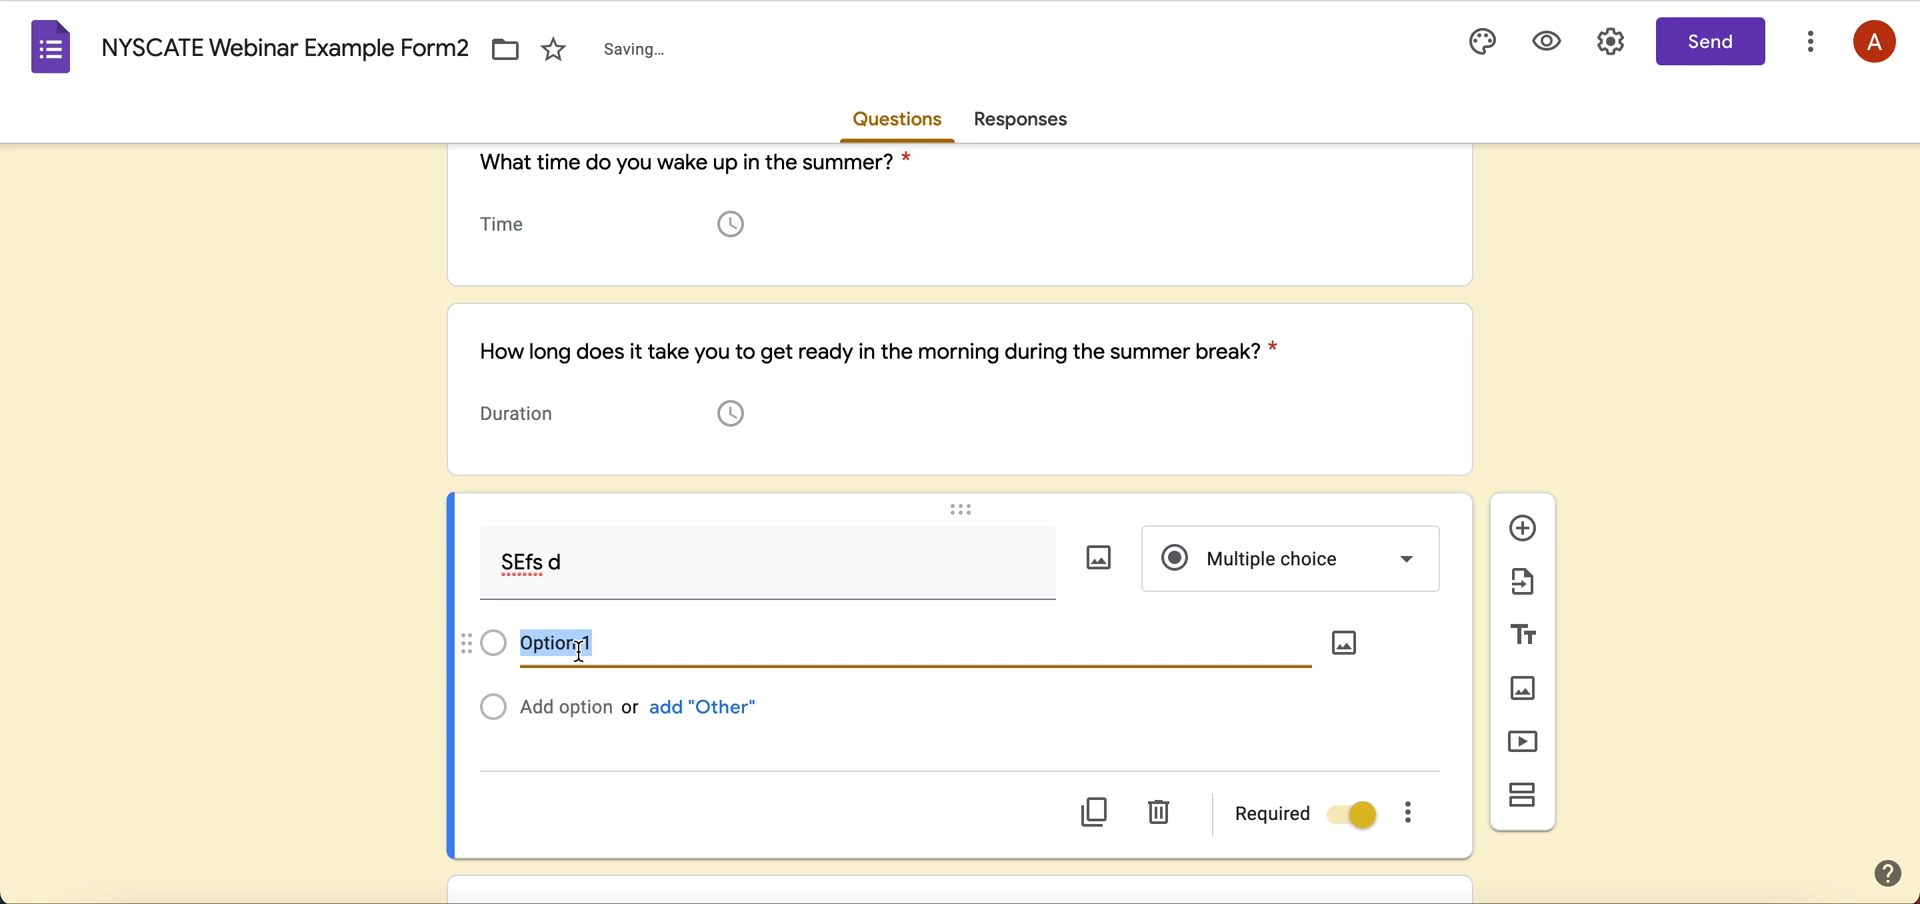 NYSCATE Webinar Example Form2
Saving...
Send
A
Questions
Responses
What time do you wake up in the summer? *
Time
How long does it take you to get ready in the morning during the summer break? *
Duration
SEfs d
Multiple choice
Option 1
Add option or add "Other"
Required
?